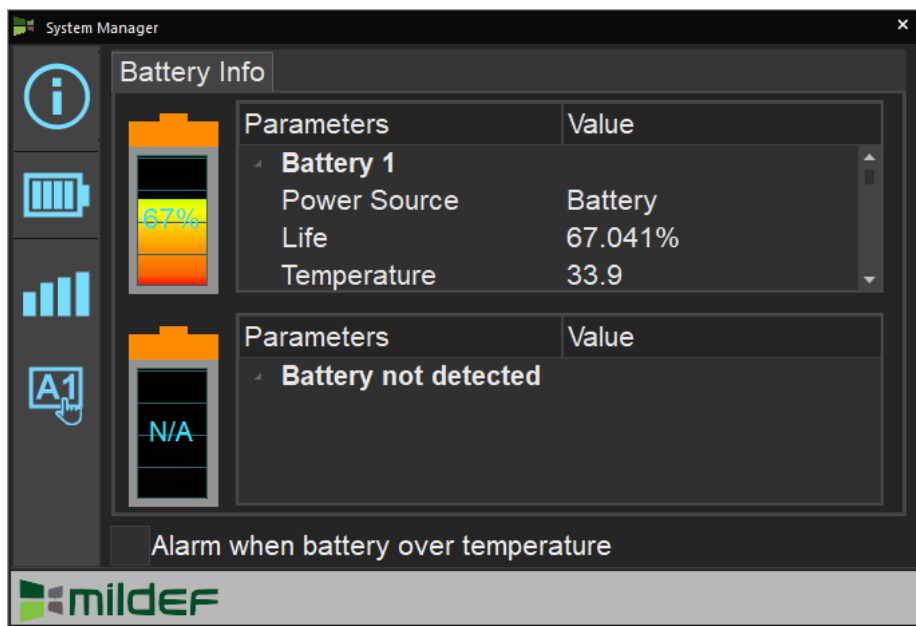 System Manager
Battery Info
Parameters Value
Battery 1
67%
Power Source Battery
Life 67.041%
Temperature 33.9
Parameters Value
Battery not detected
N/A
Alarm when battery over temperature
A1
mildef